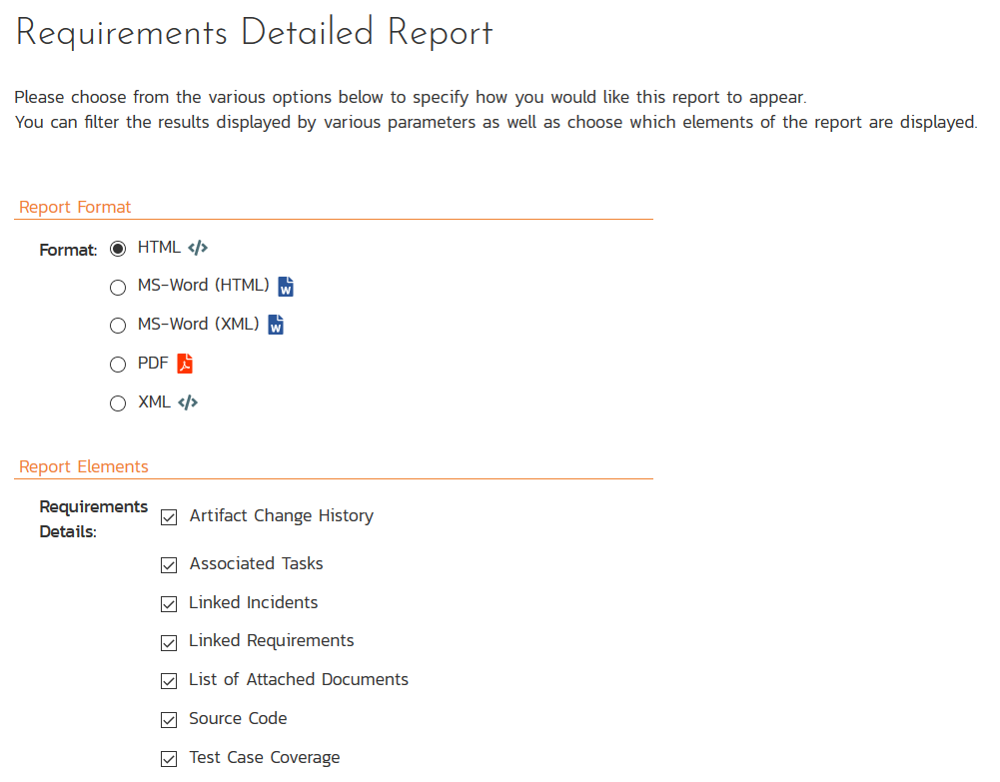 Requirements Detailed Report
Please choose from the various options below to specify how you would like this report to appear.
You can filter the results displayed by various parameters as well as choose which elements of the report are displayed.
Report Format
Format: HTML
MS-Word (HTML)
MS-Word (XML)
PDF
XML
Report Elements
Requirements
Details:
Artifact Change History
Associated Tasks
Linked Incidents
Linked Requirements
List of Attached Documents
Source Code
Test Case Coverage